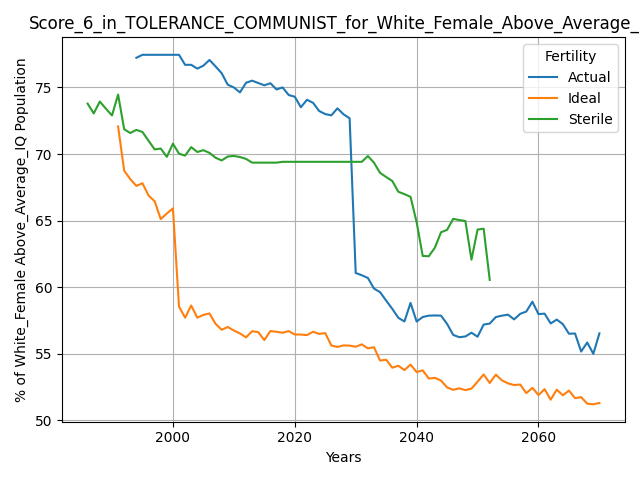 Score_6_in_TOLERANCE_COMMUNIST_for_White_Female_Above_Average_
Fertility
Actual
Ideal
Sterile
% of White_Female Above_Average_IQ Population
75
70
65
60
55
50
2000
2020
2040
2060
Years